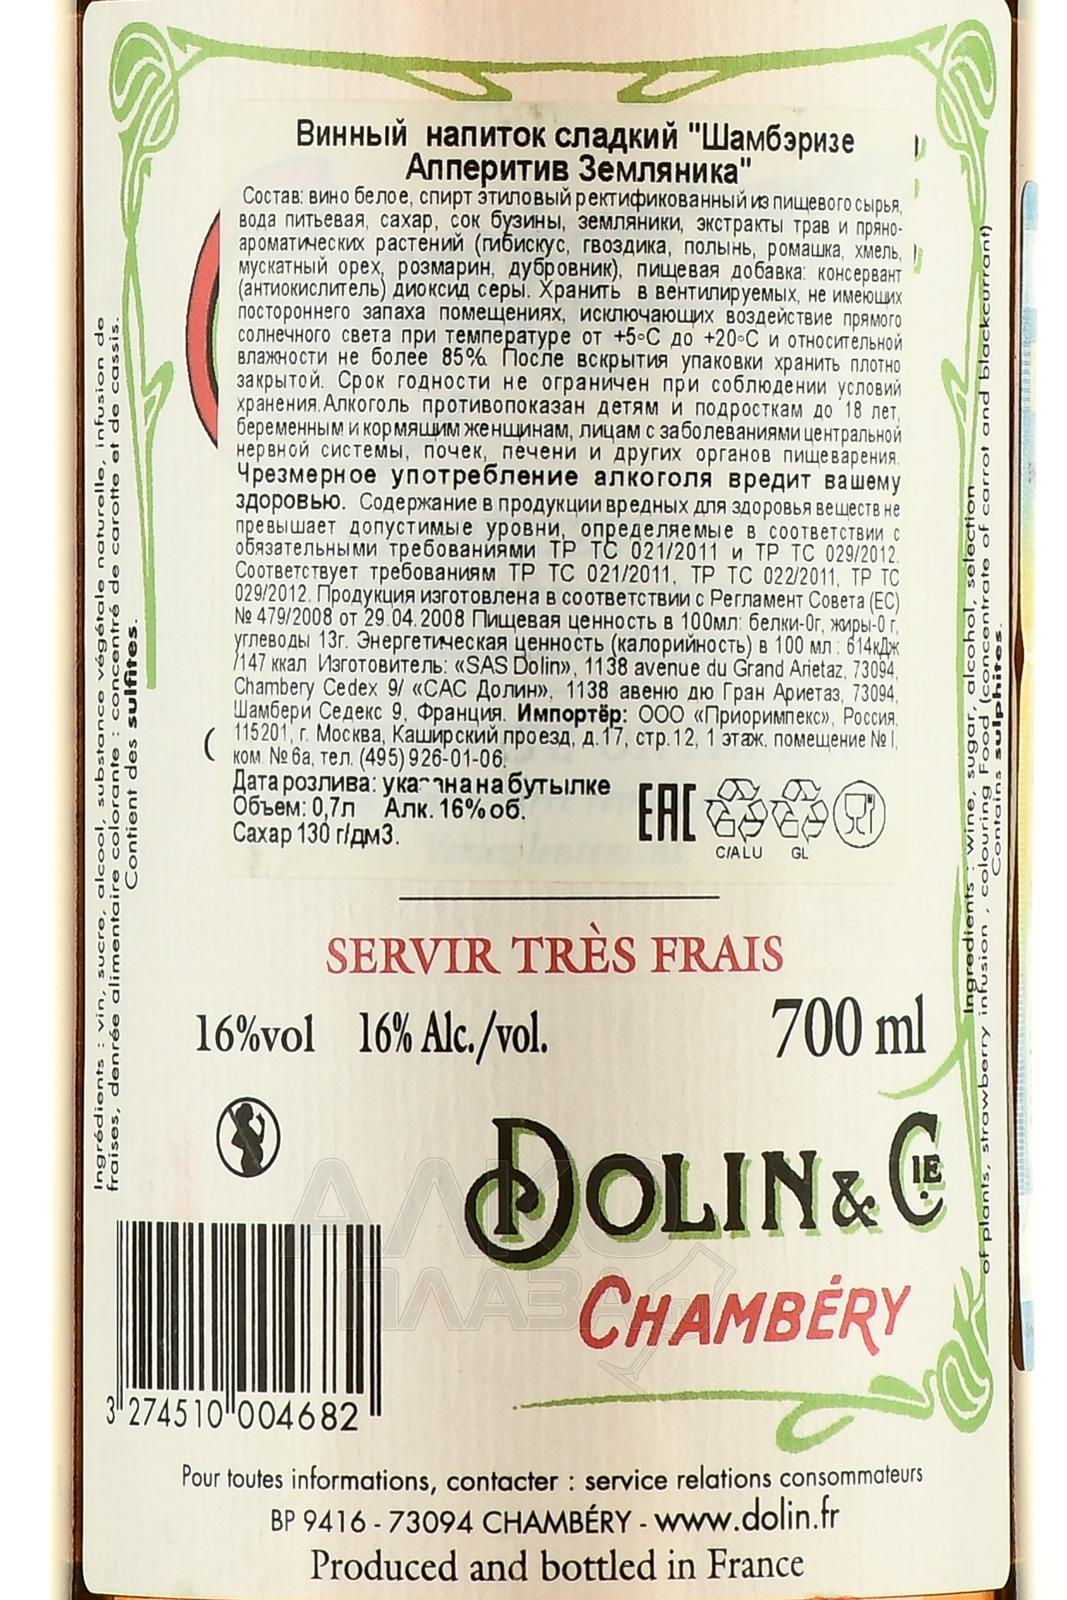 Винный напиток сладкий "Шамбэризе
Апперитив Земляника"
Состав: вино белое, спирт этиловый ректификованный из пищевого сырья,
вода питьевая, сахар, сок бузины, земляники, экстракты трав и пряно-
ароматических растений (гибискус, гвоздика, полынь, ромашка, хмель,
мускатный орех, розмарин, дубровник), пищевая добавка: консервант
(антиокислитель) диоксид серы. Хранить в вентилируемых, не имеющих
постороннего запаха помещениях, исключающих воздействие прямого
солнечного света при температуре от +5°С до +20°С и относительной
влажности не более 85%. После вскрытия упаковки хранить плотно
закрытой. Срок годности не ограничен при соблюдении условий
хранения.Алкоголь противопоказан детям и подросткам до 18 лет,
беременным и кормящим женщинам, лицам с заболеваниями центральной
нервной системы, почек, печени и других органов пищеварения.
Чрезмерное употребление алкоголя вредит вашему
здоровью. Содержание в продукции вредных для здоровья веществ не
превышает допустимые уровни, определяемые в соответствии с
обязательными требованиями ТР ТС 021/2011 и ТР ТС 029/2012.
Соответствует требованиям ТР ТС 021/2011, ТР ТС 022/2011, ТР ТС
029/2012. Продукция изготовлена в соответствии с Регламент Совета (ЕС)
№ 479/2008 от 29.04.2008 Пищевая ценность в 100мл: белки-0г, жиры-0 г,
углеводы 13г. Энергетическая ценность (калорийность) в 100 мл : 614кДж
/147 ккал Изготовитель: «SAS Dolin», 1138 avenue du Grand Arietaz, 73094,
Chambery Cedex 9/ «САС Долин», 1138 авеню дю Гран Ариетаз, 73094,
Шамбери Седекс 9, Франция. Импортёр: ООО «Приоримпекс», Россия,
115201, г. Москва, Каширский проезд, д.17, стр.12, 1 этаж, помещение №I,
ком. №6а, тел. (495) 926-01-06.
Дата розлива: указана на бутылке
Объем: 0,7л Алк. 16% об.
Сахар 130 г/дм3.
EAC
C/ALU GL
Versez lentement.
SERVIR TRÈS FRAIS
16%vol 16% Alc./vol. 700 ml
DOLIN & CIE
CHAMBÉRY
АЛКО
ПЛАЗА
3 274510 004682
Pour toutes informations, contacter : service relations consommateurs
BP 9416 - 73094 CHAMBÉRY - www.dolin.fr
Produced and bottled in France
Ingrédients : vin, sucre, alcool, substance végétale naturelle, infusion de
fraises, denrée alimentaire colorante : concentré de carotte et de cassis.
Contient des sulfites.
Ingredients : wine, sugar, alcohol, selection
of plants, strawberry infusion , colouring Food (concentrate of carrot and blackcurrant)
Contains sulphites.